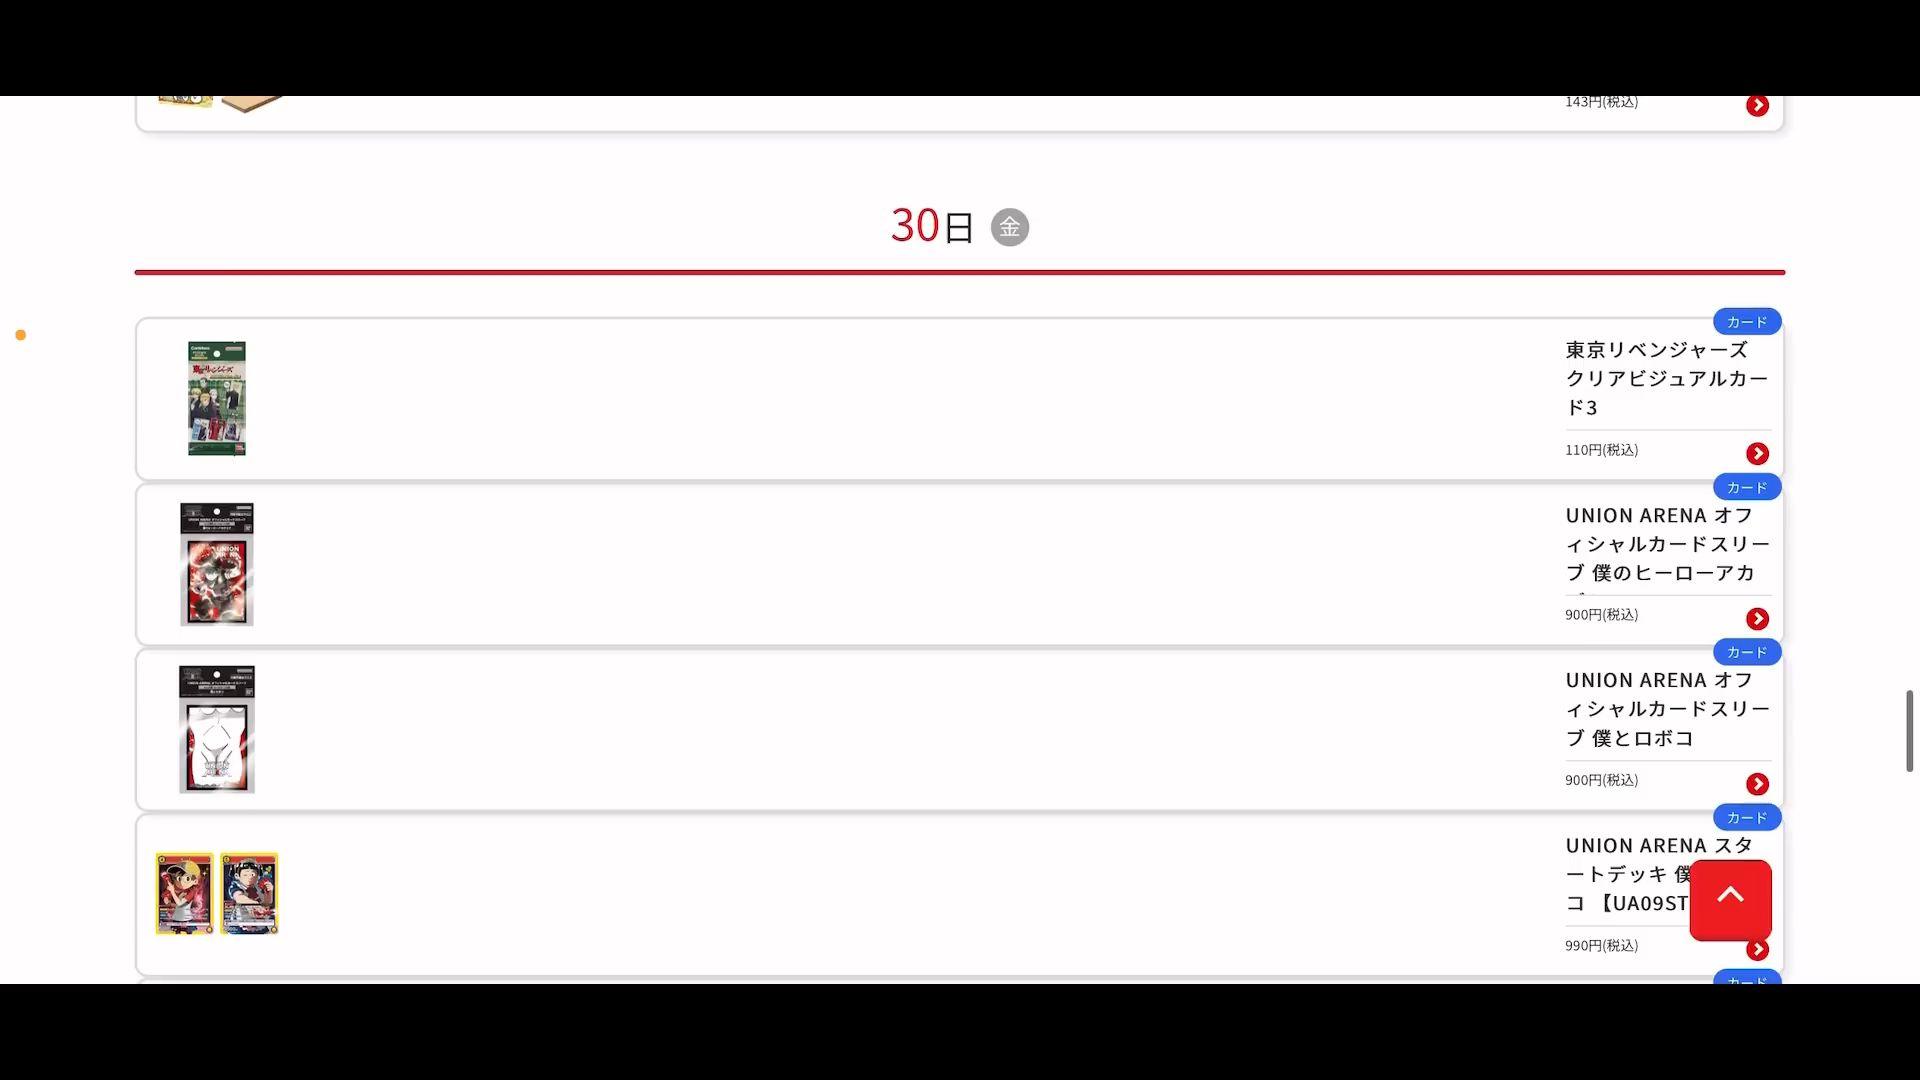 143円(税込)
30日 金
カード
東京リベンジャーズ
クリアビジュアルカー
ド3
110円(税込)
カード
UNION ARENA オフ
ィシャルカードスリー
ブ 僕のヒーローアカ
900円(税込)
カード
UNION ARENA オフ
ィシャルカードスリー
ブ 僕とロボコ
900円(税込)
カード
UNION ARENA スタ
ートデッキ 僕
コ 【UA09ST
990円(税込)
カード